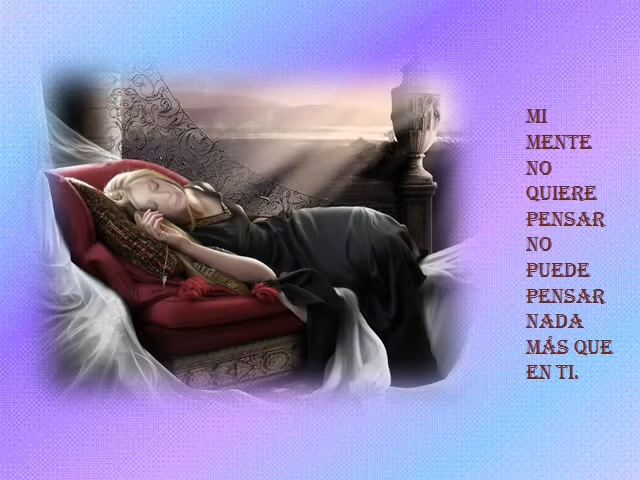 MI
MENTE
NO
QUIERE
PENSAR
NO
PUEDE
PENSAR
NADA
MÁS QUE
EN TI.